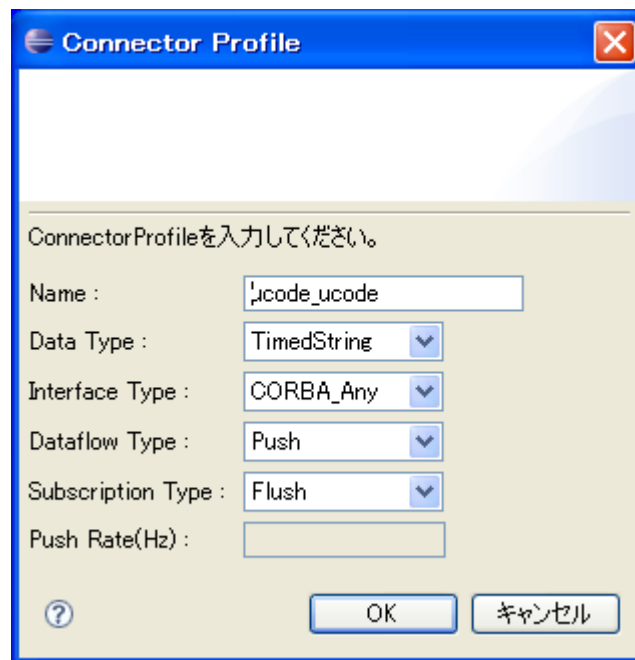 Connector Profile
ConnectorProfileを入力してください。
Name : ucode_ucode
Data Type : TimedString
Interface Type : CORBA_Any
Dataflow Type : Push
Subscription Type : Flush
Push Rate(Hz) :
? OK キャンセル